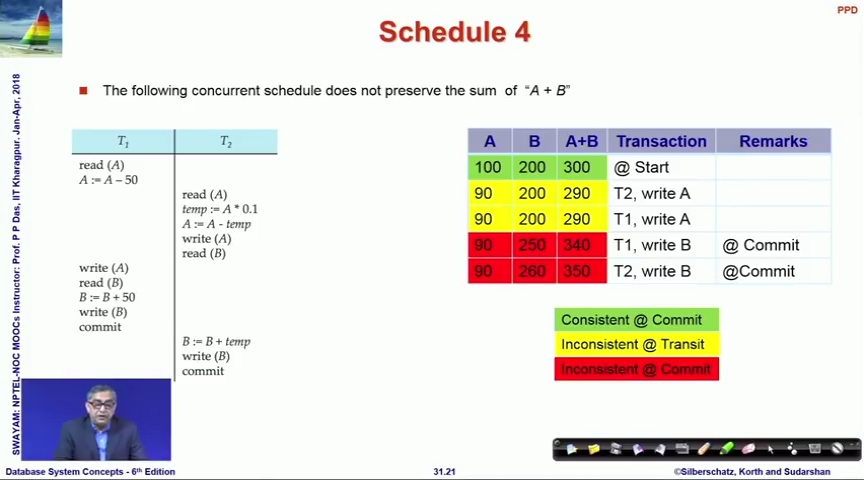 PPD
Schedule 4
SWAYAM: NPTEL-NOC MOOCs Instructor: Prof. P P Das, IIT Kharagpur. Jan-Apr, 2018
The following concurrent schedule does not preserve the sum of "A + B"
T1 T2
read (A)
A := A – 50
read (A)
temp := A * 0.1
A := A - temp
write (A)
read (B)
write (A)
read (B)
B := B + 50
write (B)
commit
B := B + temp
write (B)
commit
A B A+B Transaction Remarks
100 200 300 @ Start
90 200 290 T2, write A
90 200 290 T1, write A
90 250 340 T1, write B @ Commit
90 260 350 T2, write B @Commit
Consistent @ Commit
Inconsistent @ Transit
Inconsistent @ Commit
Database System Concepts - 6th Edition 31.21 ©Silberschatz, Korth and Sudarshan